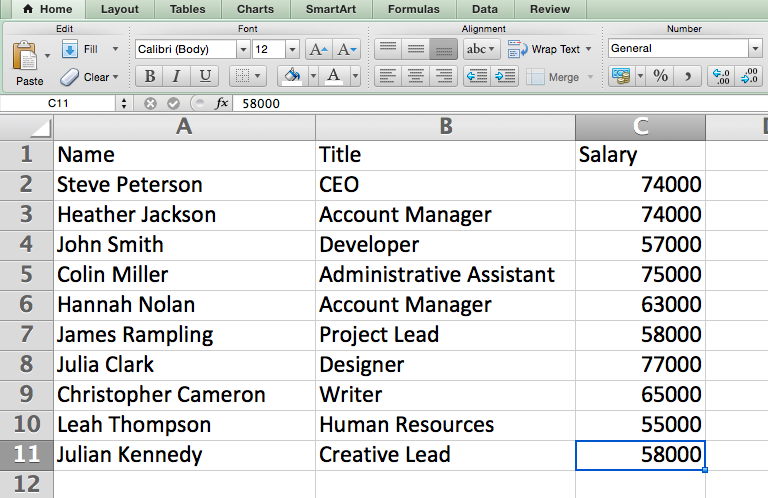 Home Layout Tables Charts SmartArt Formulas Data Review
Edit Font Alignment Number
Paste Fill Calibri (Body) 12 A A abc Wrap Text General
Clear B I U A Merge % , .0 .00 .00 .0
C11 fx 58000
A B C
1 Name Title Salary
2 Steve Peterson CEO 74000
3 Heather Jackson Account Manager 74000
4 John Smith Developer 57000
5 Colin Miller Administrative Assistant 75000
6 Hannah Nolan Account Manager 63000
7 James Rampling Project Lead 58000
8 Julia Clark Designer 77000
9 Christopher Cameron Writer 65000
10 Leah Thompson Human Resources 55000
11 Julian Kennedy Creative Lead 58000
12